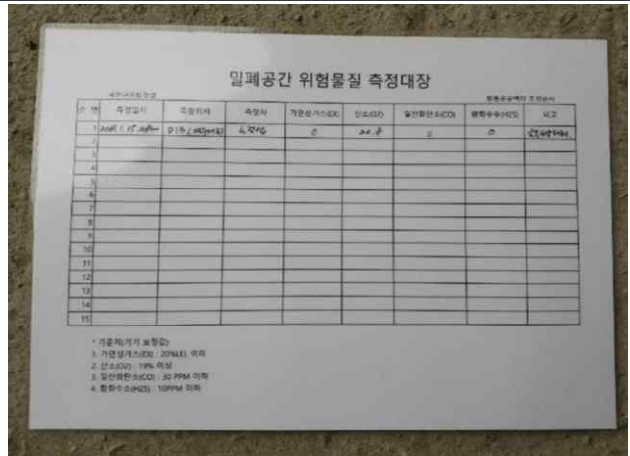 밀폐공간 위험물질 측정대장
순 번 측정일시 측정위치 측정자 가연성가스(EX) 산소(O2) 일산화탄소(CO) 황화수소(H2S) 비고
1 0 20.8 0 0
2
3
4
5
6
7
8
9
10
11
12
13
14
15
* 기준치(기기 보정값)
1. 가연성가스(EX) : 20%LEL 이하
2. 산소(O2) : 19% 이상
3. 일산화탄소(CO) : 30 PPM 이하
4. 황화수소(H2S) : 10PPM 이하